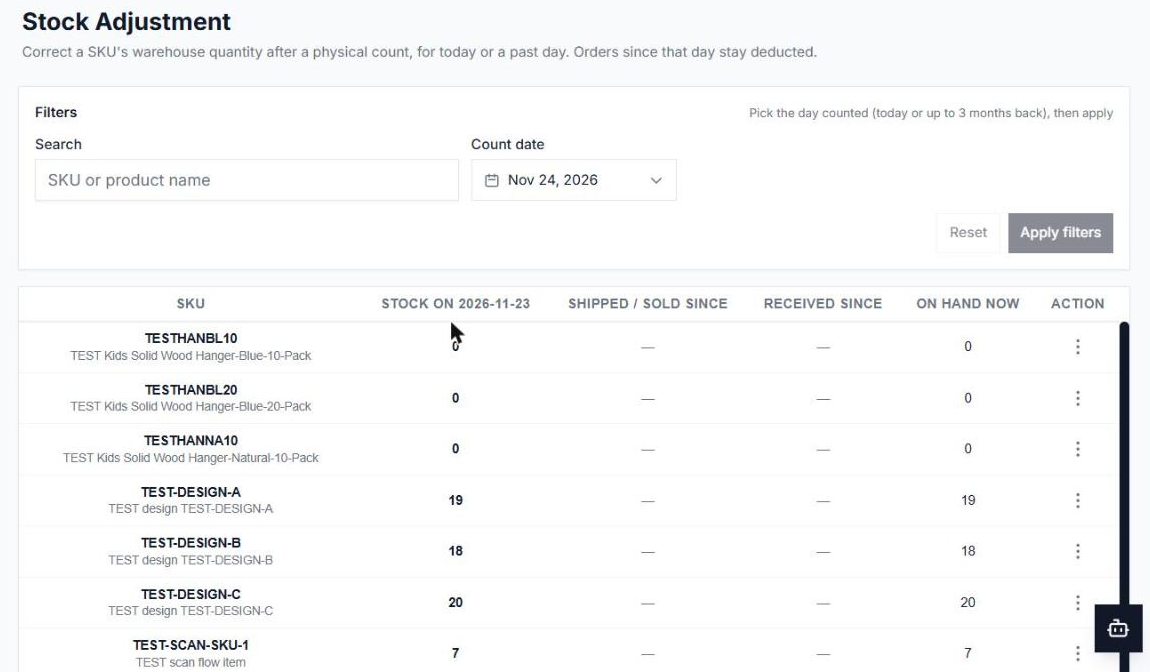 Stock Adjustment
Correct a SKU's warehouse quantity after a physical count, for today or a past day. Orders since that day stay deducted.
Filters
Pick the day counted (today or up to 3 months back), then apply
Search
Count date
SKU or product name
Nov 24, 2026
Reset
Apply filters
SKU STOCK ON 2026-11-23 SHIPPED / SOLD SINCE RECEIVED SINCE ON HAND NOW ACTION
TESTHANBL10
TEST Kids Solid Wood Hanger-Blue-10-Pack
0 — — 0
TESTHANBL20
TEST Kids Solid Wood Hanger-Blue-20-Pack
0 — — 0
TESTHANNA10
TEST Kids Solid Wood Hanger-Natural-10-Pack
0 — — 0
TEST-DESIGN-A
TEST design TEST-DESIGN-A
19 — — 19
TEST-DESIGN-B
TEST design TEST-DESIGN-B
18 — — 18
TEST-DESIGN-C
TEST design TEST-DESIGN-C
20 — — 20
TEST-SCAN-SKU-1
TEST scan flow item
7 — — 7